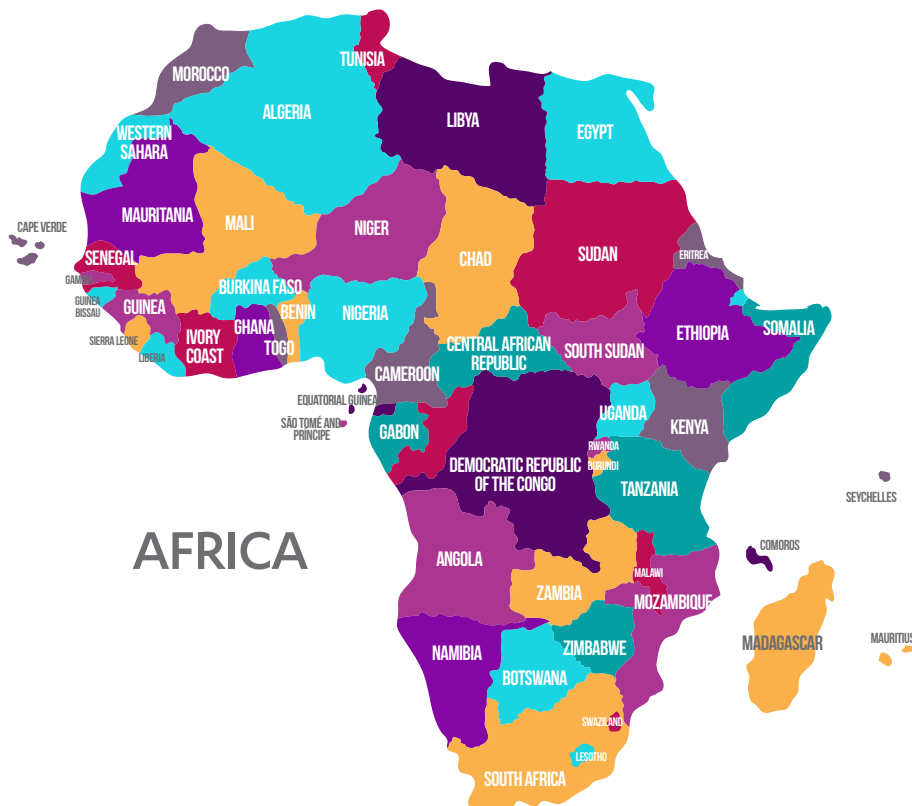 TUNISIA
MOROCCO
ALGERIA
LIBYA
EGYPT
WESTERN
SAHARA
MAURITANIA
MALI
NIGER
CHAD
SUDAN
ERITREA
CAPE VERDE
SENEGAL
GAMBIA
GUINEA
BISSAU
GUINEA
SIERRA LEONE
LIBERIA
IVORY
COAST
BURKINA FASO
GHANA
TOGO
BENIN
NIGERIA
CAMEROON
CENTRAL AFRICAN
REPUBLIC
SOUTH SUDAN
ETHIOPIA
SOMALIA
EQUATORIAL GUINEA
SÃO TOMÉ AND
PRÍNCIPE
GABON
DEMOCRATIC REPUBLIC
OF THE CONGO
UGANDA
KENYA
RWANDA
BURUNDI
TANZANIA
SEYCHELLES
COMOROS
AFRICA
ANGOLA
ZAMBIA
MALAWI
MOZAMBIQUE
MADAGASCAR
MAURITIUS
NAMIBIA
BOTSWANA
ZIMBABWE
SWAZILAND
LESOTHO
SOUTH AFRICA